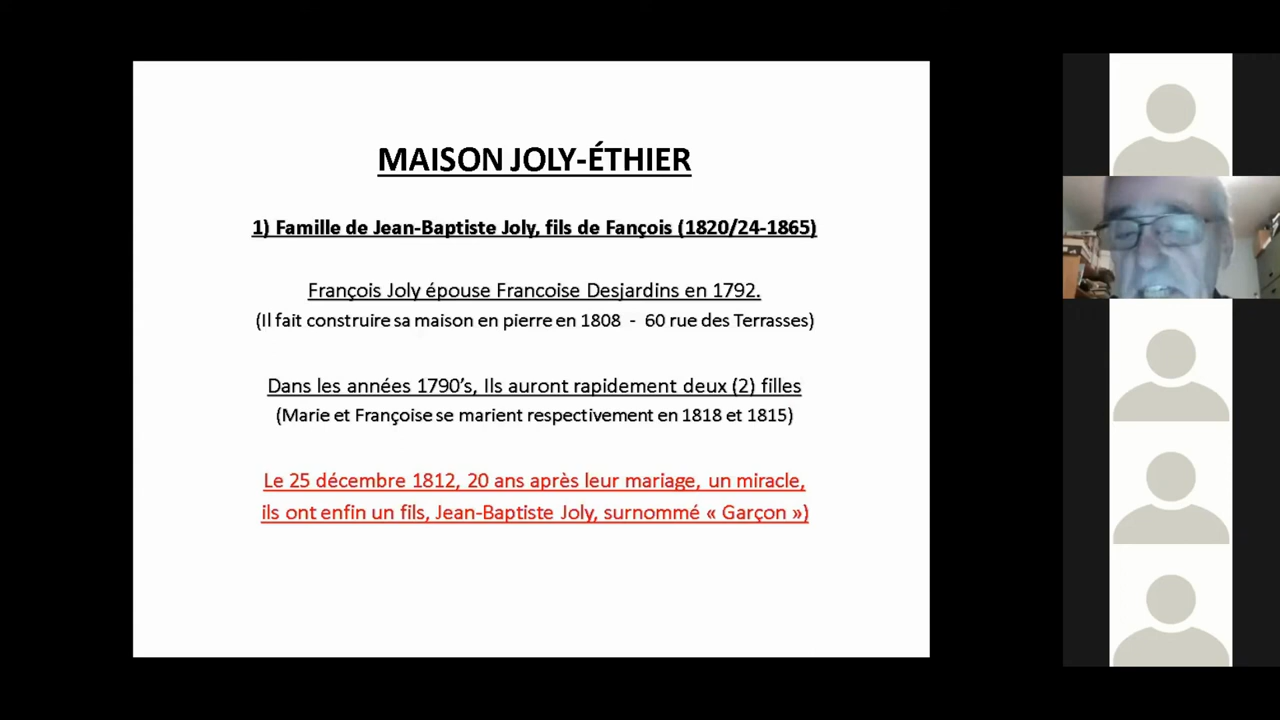 MAISON JOLY-ÉTHIER
1) Famille de Jean-Baptiste Joly, fils de Fançois (1820/24-1865)
François Joly épouse Francoise Desjardins en 1792.
(Il fait construire sa maison en pierre en 1808 - 60 rue des Terrasses)
Dans les années 1790's, Ils auront rapidement deux (2) filles
(Marie et Françoise se marient respectivement en 1818 et 1815)
Le 25 décembre 1812, 20 ans après leur mariage, un miracle,
ils ont enfin un fils, Jean-Baptiste Joly, surnommé « Garçon »)